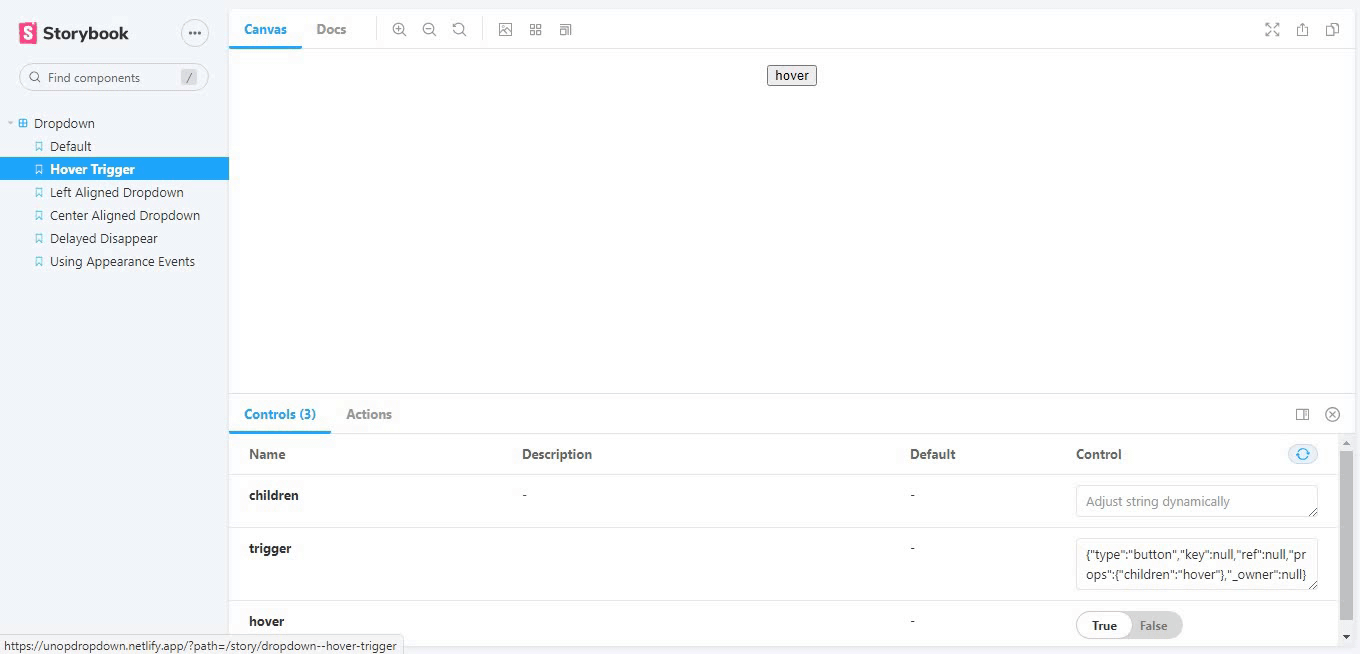 Storybook
Find components /
Dropdown
Default
Hover Trigger
Left Aligned Dropdown
Center Aligned Dropdown
Delayed Disappear
Using Appearance Events
Canvas Docs
hover
Controls (3) Actions
Name Description Default Control
children - - Adjust string dynamically
trigger - {"type":"button","key":null,"ref":null,"pr
ops":{"children":"hover"},"_owner":null}
hover - True False
https://unopdropdown.netlify.app/?path=/story/dropdown--hover-trigger